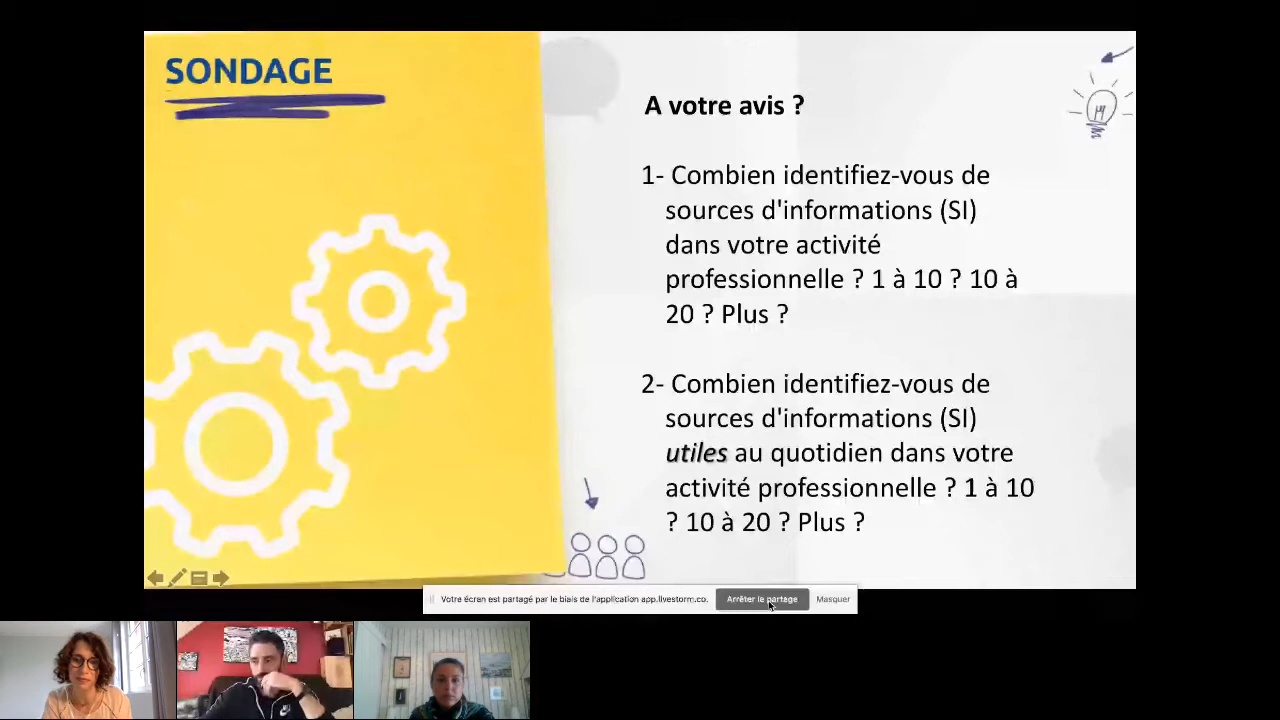 SONDAGE
A votre avis ?
1- Combien identifiez-vous de
sources d'informations (SI)
dans votre activité
professionnelle ? 1 à 10 ? 10 à
20 ? Plus ?
2- Combien identifiez-vous de
sources d'informations (SI)
utiles au quotidien dans votre
activité professionnelle ? 1 à 10
? 10 à 20 ? Plus ?
Votre écran est partagé par le biais de l'application app.livestorm.co.
Arrêter le partage
Masquer